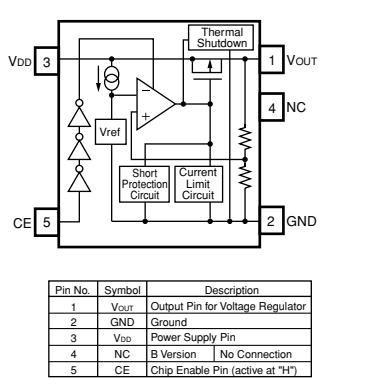 Thermal
Shutdown
VDD 3
1 VOUT
−
+
4 NC
Vref
Short
Protection
Circuit
Current
Limit
Circuit
CE 5
2 GND
Pin No. Symbol Description
1 VOUT Output Pin for Voltage Regulator
2 GND Ground
3 VDD Power Supply Pin
4 NC B Version No Connection
5 CE Chip Enable Pin (active at "H")